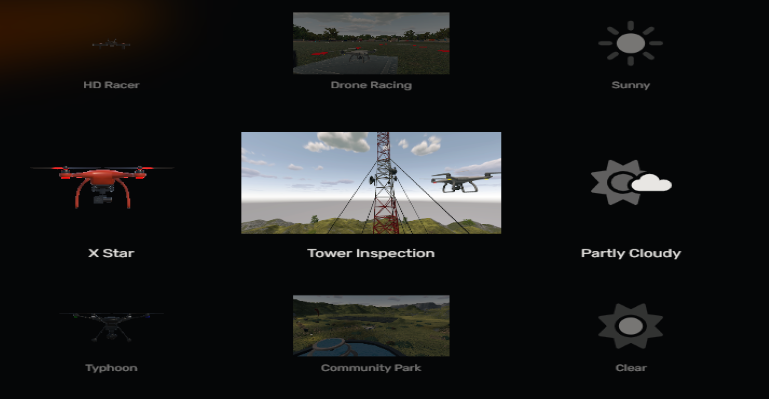 HD Racer
Drone Racing
Sunny
X Star
Tower Inspection
Partly Cloudy
Typhoon
Community Park
Clear